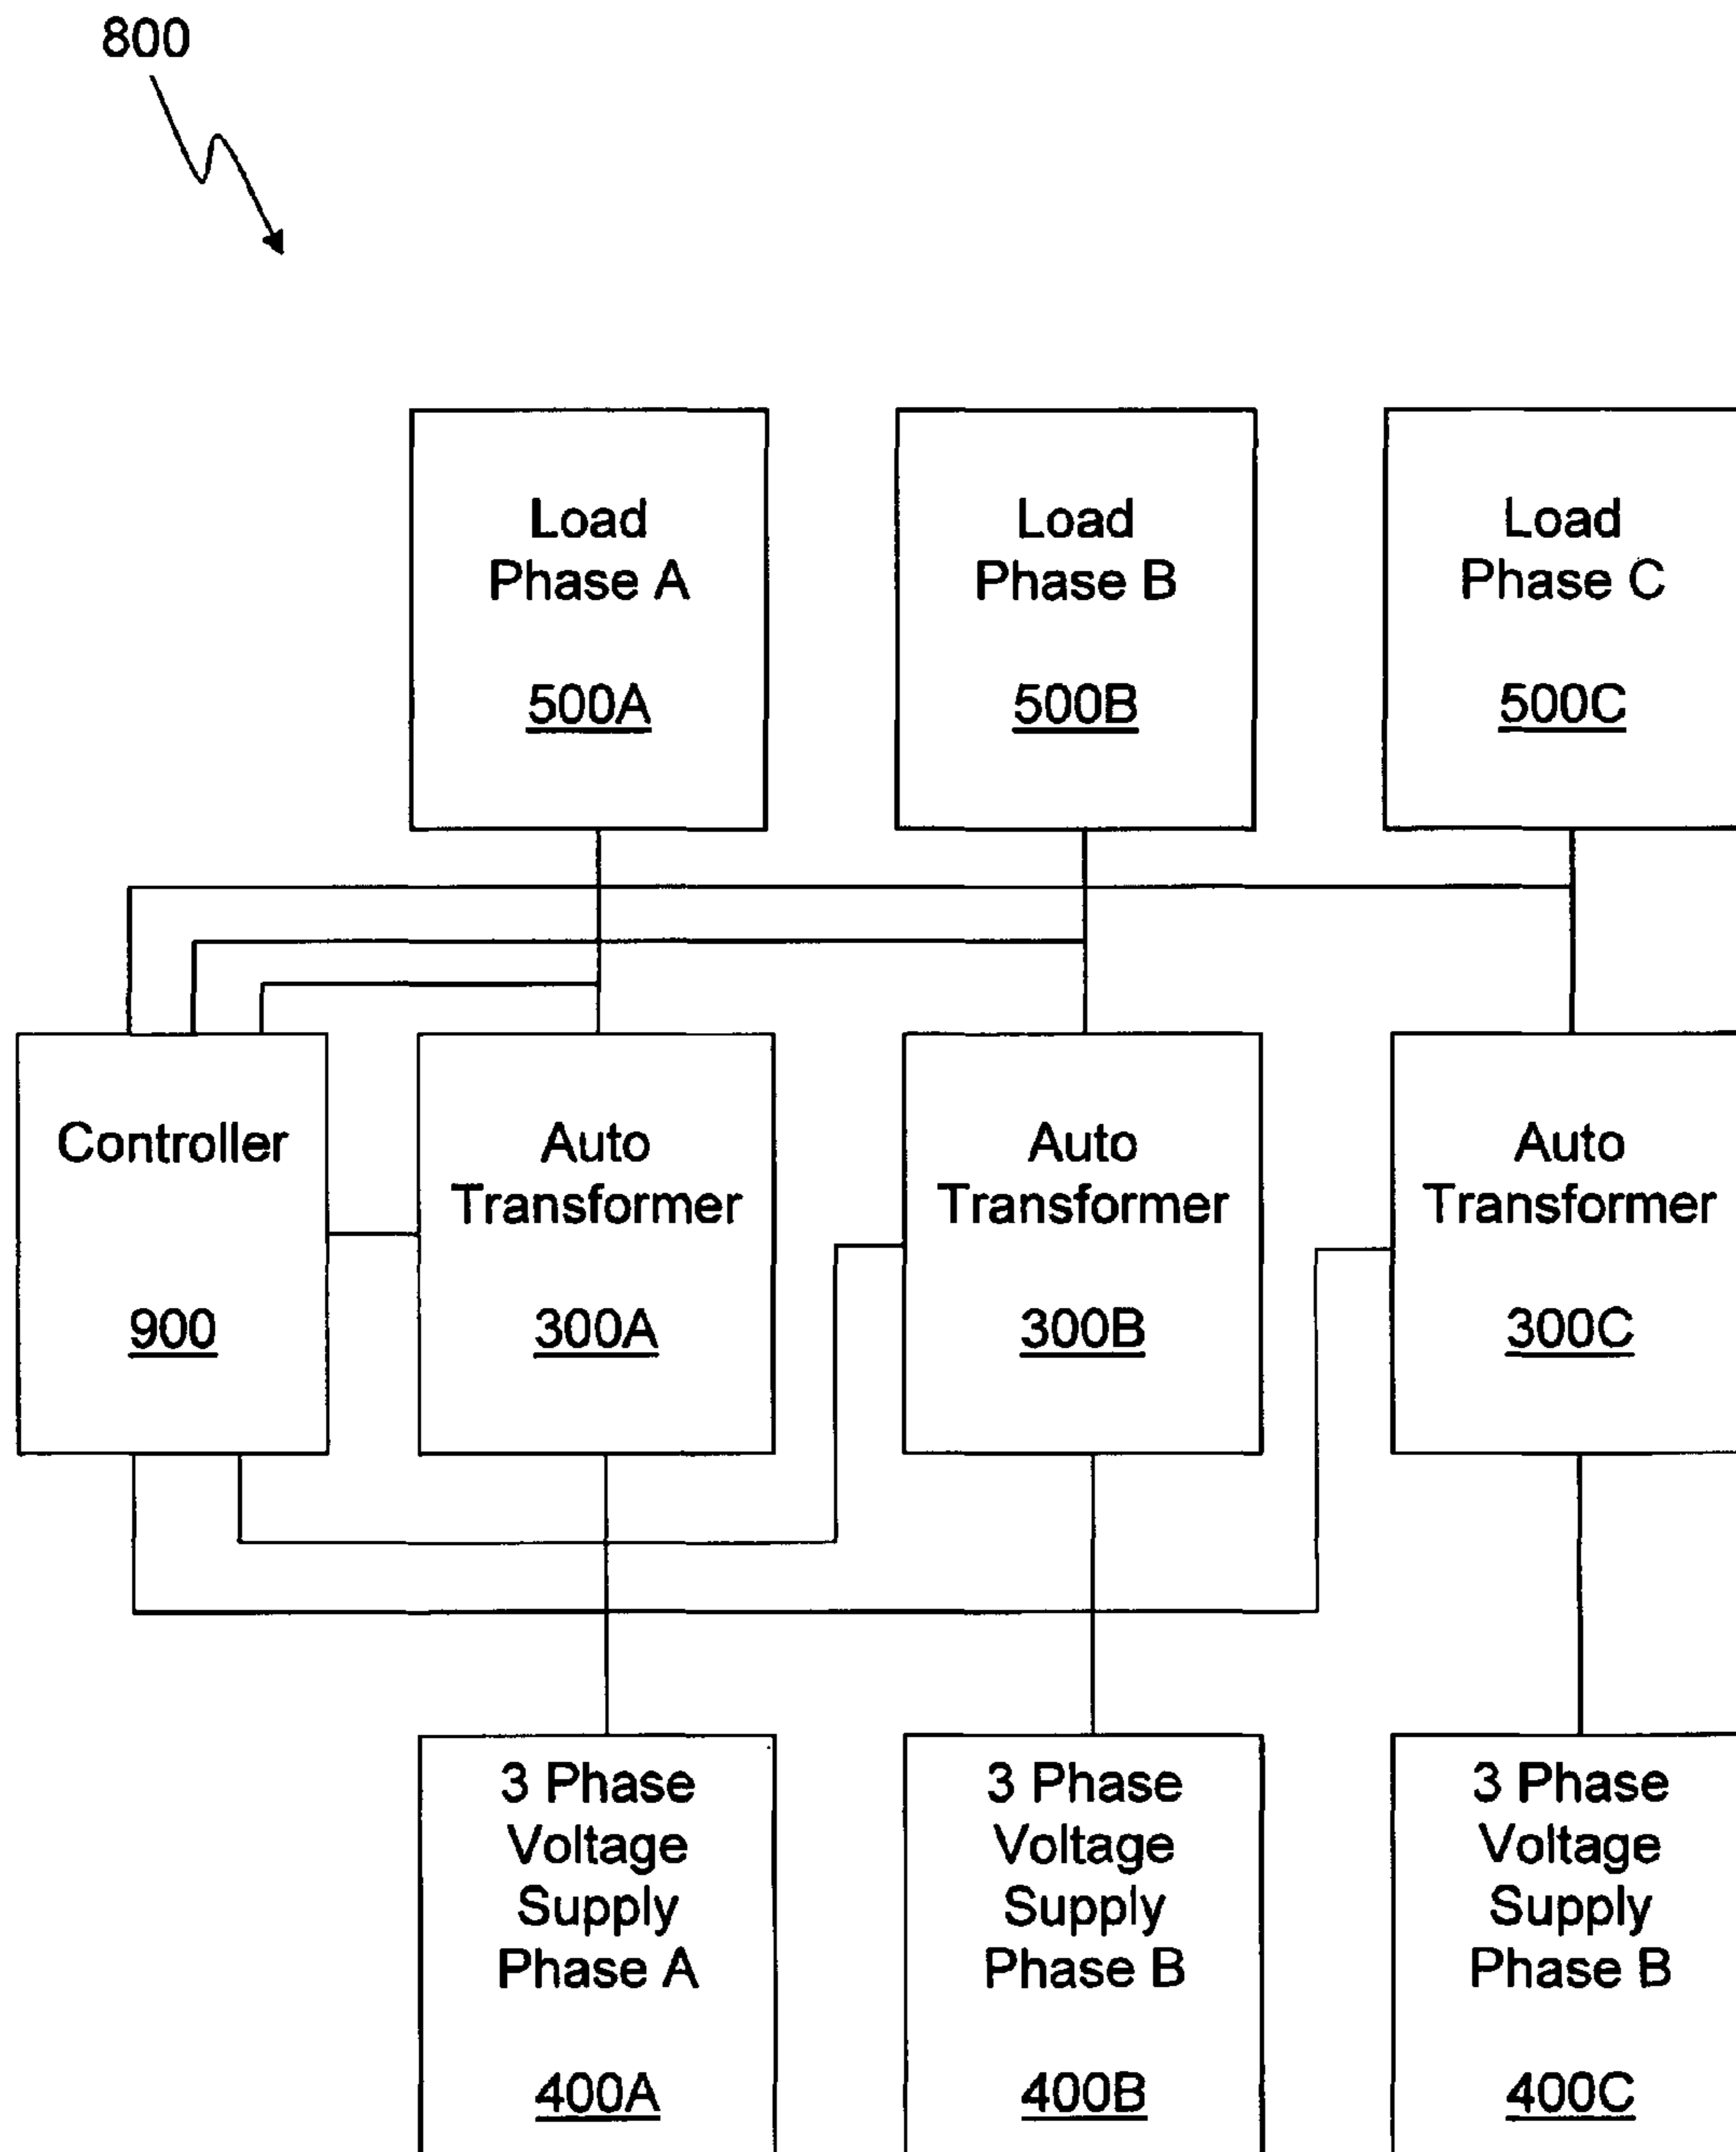 800
Load
Phase A
500A
Load
Phase B
500B
Load
Phase C
500C
Controller
900
Auto
Transformer
300A
Auto
Transformer
300B
Auto
Transformer
300C
3 Phase
Voltage
Supply
Phase A
400A
3 Phase
Voltage
Supply
Phase B
400B
3 Phase
Voltage
Supply
Phase B
400C